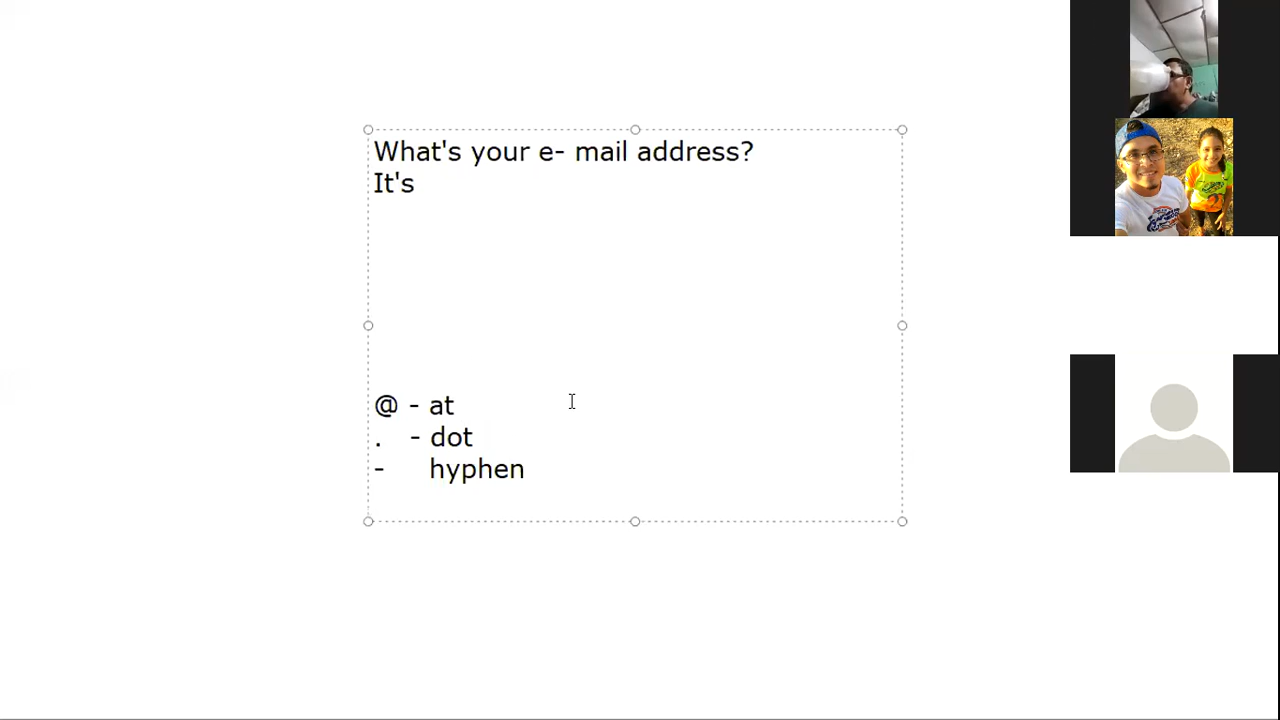 What's your e- mail address?
It's
@ - at
. - dot
- hyphen